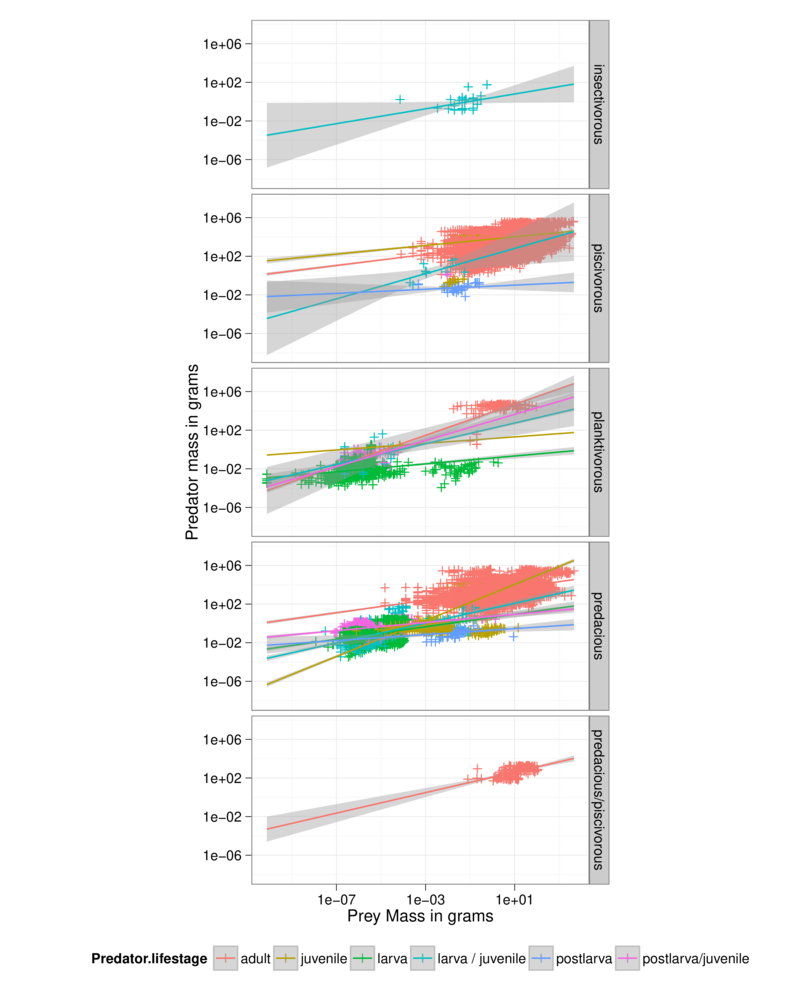 1e+06
1e+02
1e-02
1e-06
insectivorous
1e+06
1e+02
1e-02
1e-06
piscivorous
Predator mass in grams
1e+06
1e+02
1e-02
1e-06
planktivorous
1e+06
1e+02
1e-02
1e-06
predacious
1e+06
1e+02
1e-02
1e-06
predacious/piscivorous
1e-07 1e-03 1e+01
Prey Mass in grams
Predator.lifestage adult juvenile larva larva / juvenile postlarva postlarva/juvenile